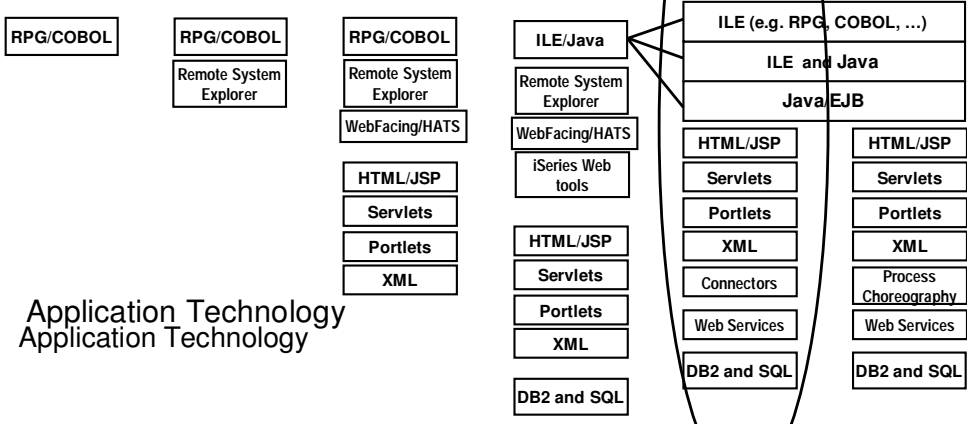 RPG/COBOL
RPG/COBOL
Remote System
Explorer
RPG/COBOL
Remote System
Explorer
WebFacing/HATS
HTML/JSP
Servlets
Portlets
XML
ILE/Java
Remote System
Explorer
WebFacing/HATS
iSeries Web
tools
HTML/JSP
Servlets
Portlets
XML
DB2 and SQL
ILE (e.g. RPG, COBOL, …)
ILE and Java
Java/EJB
HTML/JSP
Servlets
Portlets
XML
Connectors
Web Services
DB2 and SQL
HTML/JSP
Servlets
Portlets
XML
Process
Choreography
Web Services
DB2 and SQL
Application Technology
Application Technology